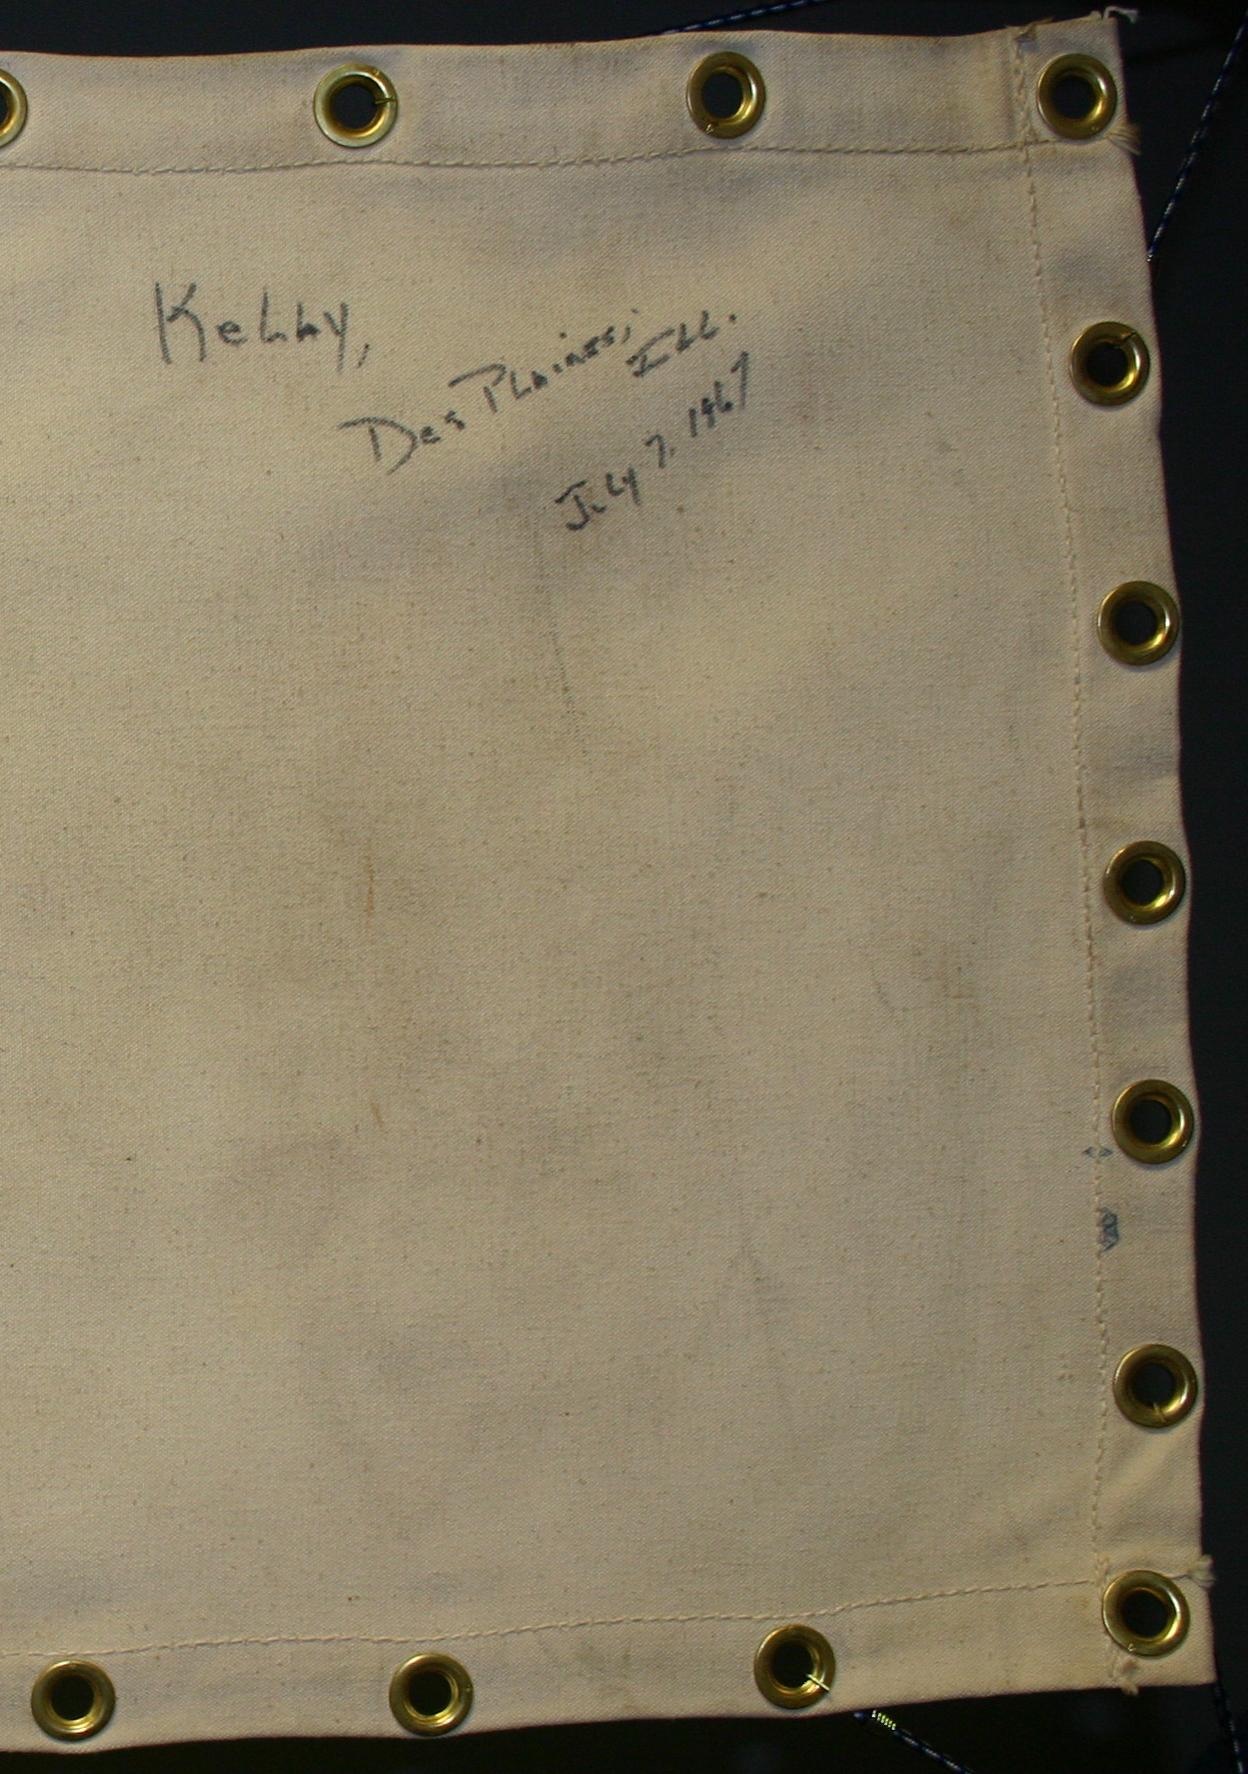 Kelly,
Des Plaines, Ill.
July 7, 1967